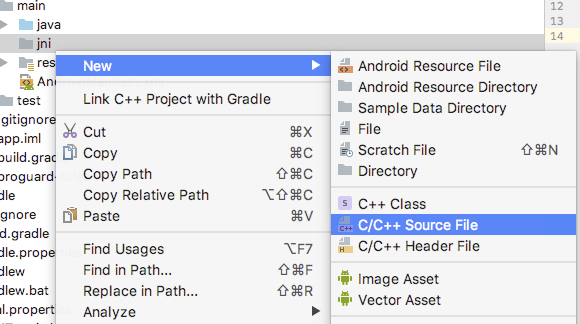 main
java
jni
res
test
New
Link C++ Project with Gradle
Cut ⌘X
Copy ⌘C
Copy Path ⇧⌘C
Copy Relative Path ⌥⇧⌘C
Paste ⌘V
Find Usages ⌥F7
Find in Path... ⇧⌘F
Replace in Path... ⇧⌘R
Analyze
Android Resource File
Android Resource Directory
Sample Data Directory
File
Scratch File ⇧⌘N
Directory
S C++ Class
C++ C/C++ Source File
H C/C++ Header File
Image Asset
Vector Asset
gitignore
app.iml
build.grad
proguard-ru
dle
gnore
d.gradle
dle.prope
dlew
dlew.bat
al.properties
12
13
14